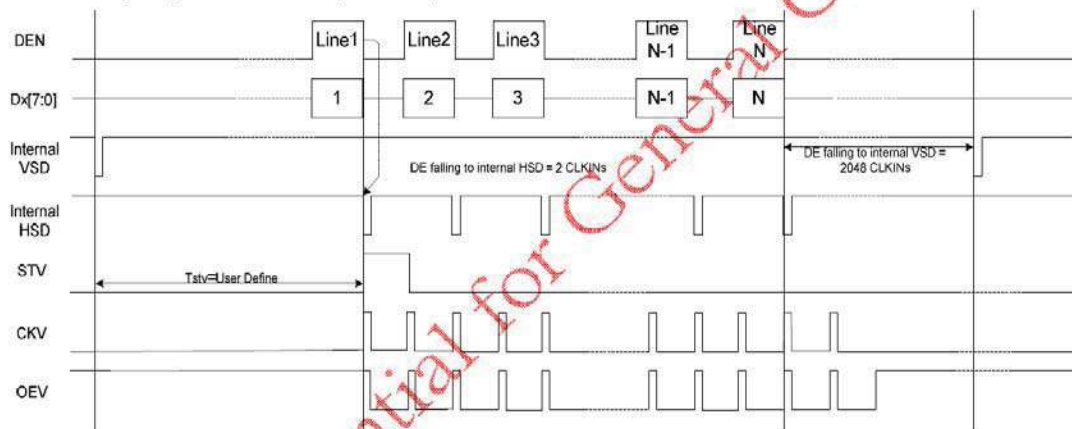 DEN
Line1
Line2
Line3
Line
N-1
Line
N
Dx[7:0]
1
2
3
N-1
N
Internal
VSD
DE falling to internal HSD = 2 CLKINs
DE falling to internal VSD =
2048 CLKINs
Internal
HSD
STV
Tstv=User Define
CKV
OEV
for General